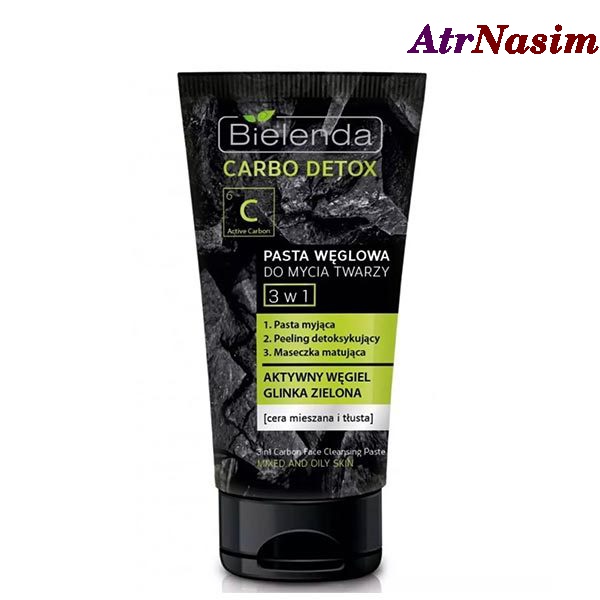 AtrNasim
Bielenda
CARBO DETOX
6
C
Active Carbon
PASTA WĘGLOWA
DO MYCIA TWARZY
3 w 1
1. Pasta myjąca
2. Peeling detoksykujący
3. Maseczka matująca
AKTYWNY WĘGIEL
GLINKA ZIELONA
[cera mieszana i tłusta]
3in1 Carbon Face Cleansing Paste
MIXED AND OILY SKIN